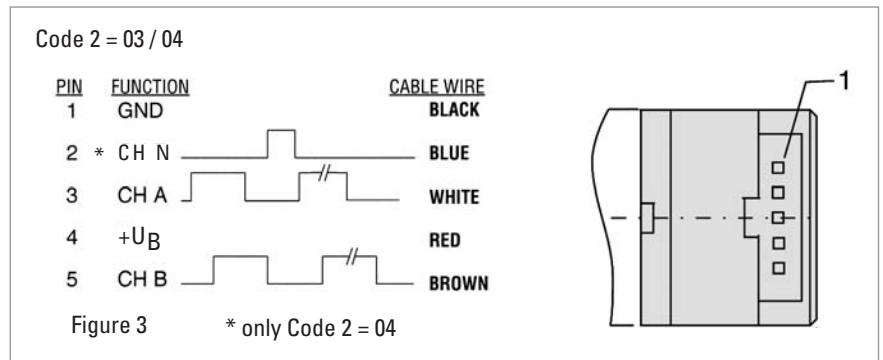 Code 2 = 03 / 04
PIN FUNCTION CABLE WIRE
1 GND BLACK
2 * CH N BLUE
3 CH A WHITE
4 +UB RED
5 CH B BROWN
Figure 3 * only Code 2 = 04
1